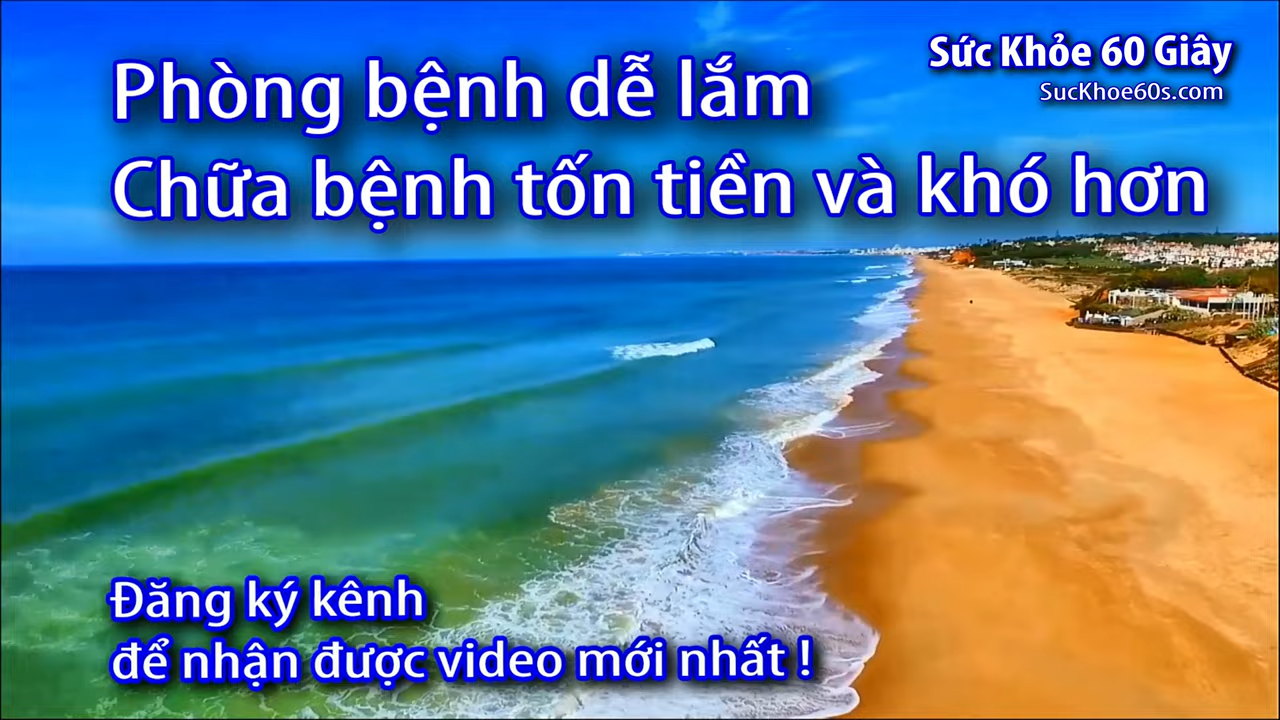 Sức Khỏe 60 Giây
SucKhoe60s.com
Phòng bệnh dễ lắm
Chữa bệnh tốn tiền và khó hơn
Đăng ký kênh
để nhận được video mới nhất !